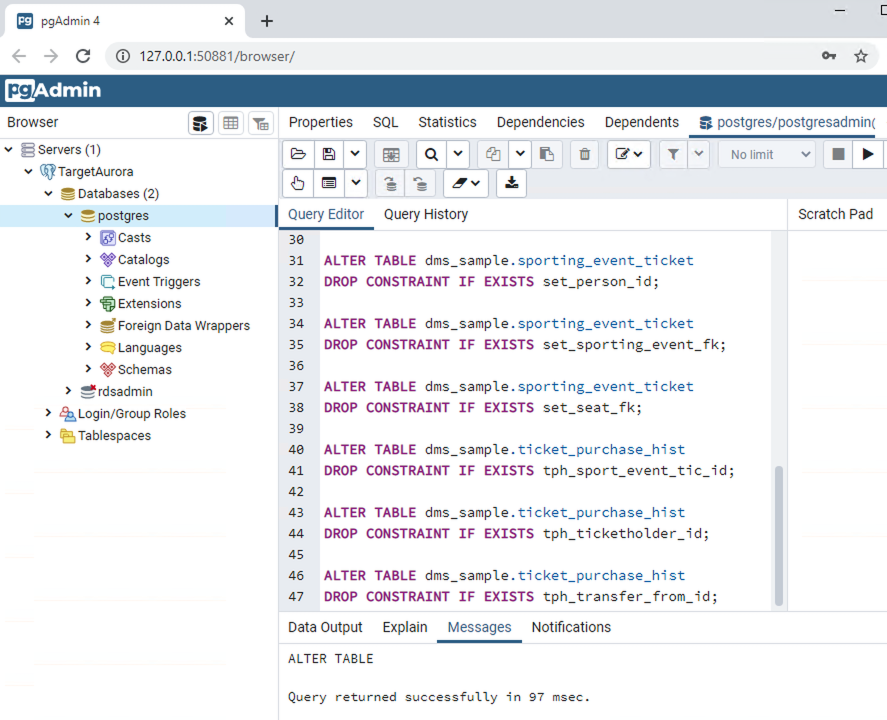 pgAdmin 4
127.0.0.1:50881/browser/
pgAdmin
Browser
Properties SQL Statistics Dependencies Dependents postgres/postgresadmin(
Servers (1)
TargetAurora
Databases (2)
postgres
Casts
Catalogs
Event Triggers
Extensions
Foreign Data Wrappers
Languages
Schemas
rdsadmin
Login/Group Roles
Tablespaces
No limit
Query Editor Query History
Scratch Pad
30
31 ALTER TABLE dms_sample.sporting_event_ticket
32 DROP CONSTRAINT IF EXISTS set_person_id;
33
34 ALTER TABLE dms_sample.sporting_event_ticket
35 DROP CONSTRAINT IF EXISTS set_sporting_event_fk;
36
37 ALTER TABLE dms_sample.sporting_event_ticket
38 DROP CONSTRAINT IF EXISTS set_seat_fk;
39
40 ALTER TABLE dms_sample.ticket_purchase_hist
41 DROP CONSTRAINT IF EXISTS tph_sport_event_tic_id;
42
43 ALTER TABLE dms_sample.ticket_purchase_hist
44 DROP CONSTRAINT IF EXISTS tph_ticketholder_id;
45
46 ALTER TABLE dms_sample.ticket_purchase_hist
47 DROP CONSTRAINT IF EXISTS tph_transfer_from_id;
Data Output Explain Messages Notifications
ALTER TABLE
Query returned successfully in 97 msec.